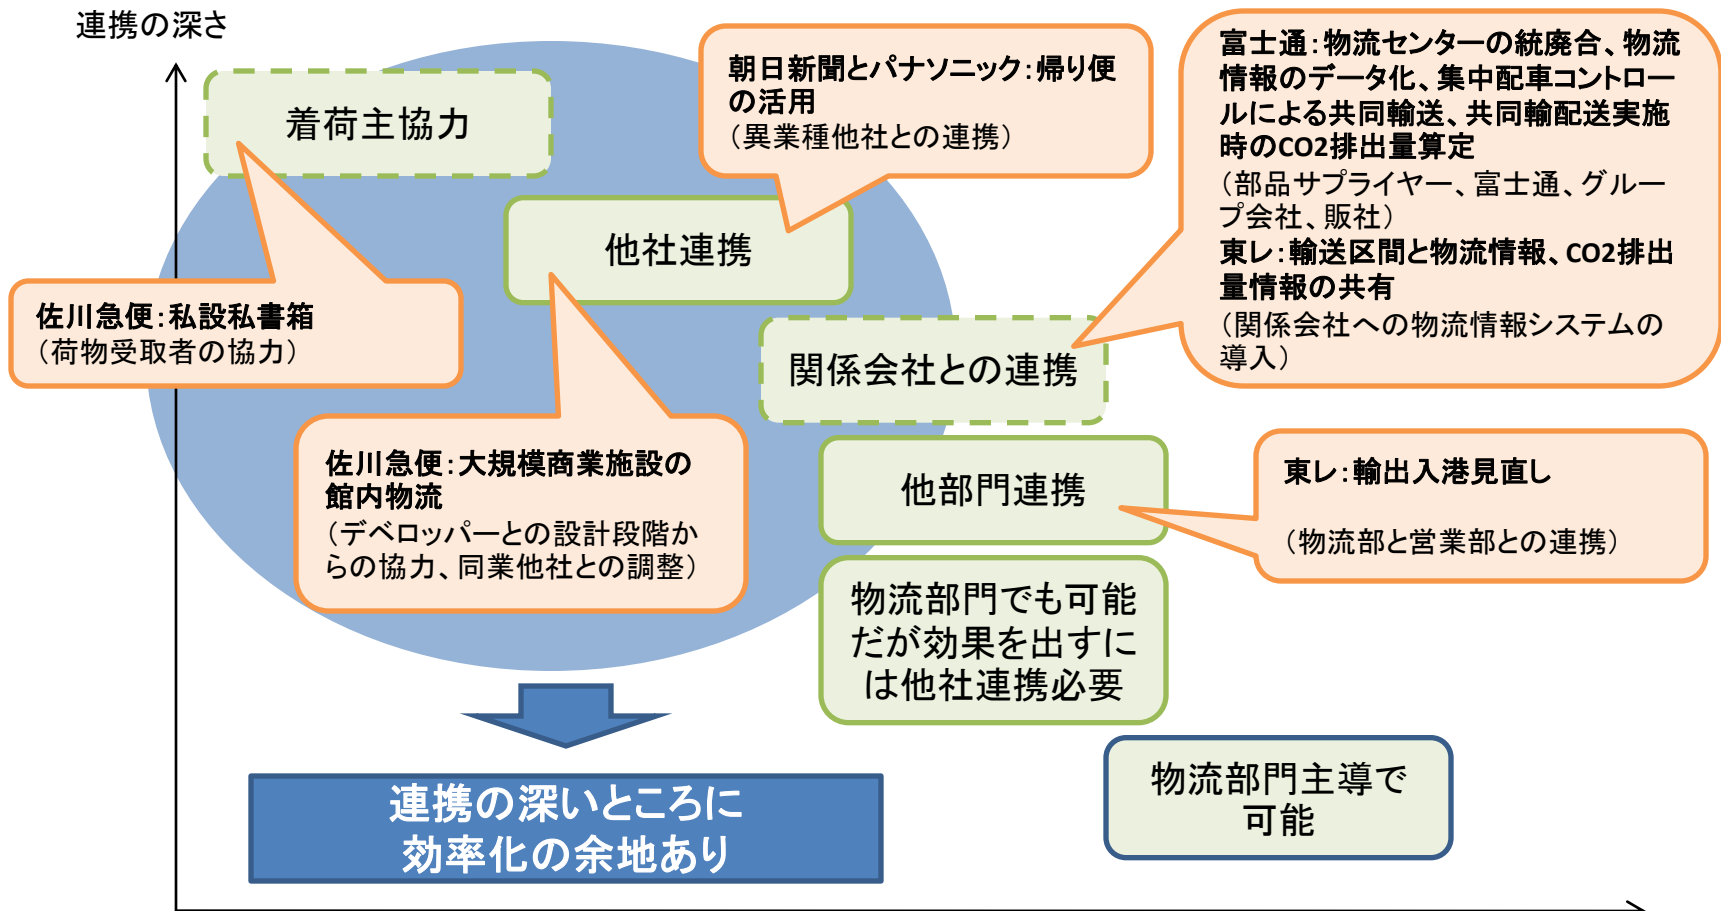 連携の深さ
着荷主協力
朝日新聞とパナソニック：帰り便
の活用
（異業種他社との連携）
富士通：物流センターの統廃合、物流
情報のデータ化、集中配車コントロー
ルによる共同輸送、共同輸配送実施
時のCO2排出量算定
（部品サプライヤー、富士通、グルー
プ会社、販社）
東レ：輸送区間と物流情報、CO2排出
量情報の共有
（関係会社への物流情報システムの
導入）
他社連携
佐川急便：私設私書箱
（荷物受取者の協力）
関係会社との連携
佐川急便：大規模商業施設の
館内物流
（デベロッパーとの設計段階か
らの協力、同業他社との調整）
他部門連携
東レ：輸出入港見直し
（物流部と営業部との連携）
物流部門でも可能
だが効果を出すに
は他社連携必要
物流部門主導で
可能
連携の深いところに
効率化の余地あり